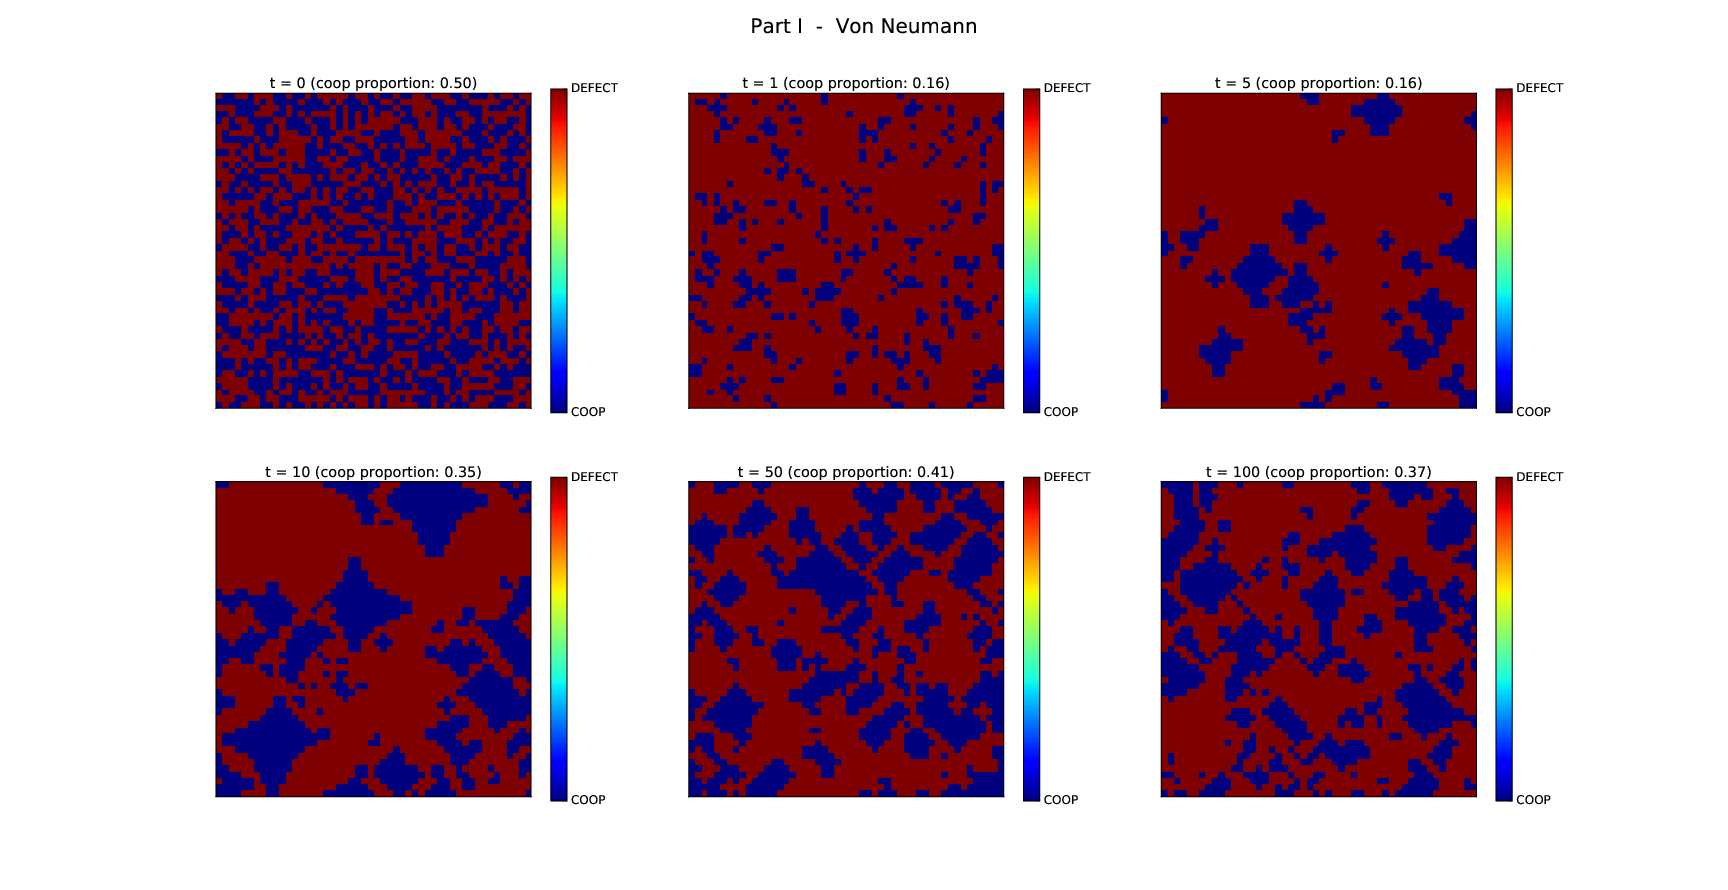 Part I - Von Neumann
t = 0 (coop proportion: 0.50)
DEFECT
COOP
t = 1 (coop proportion: 0.16)
DEFECT
COOP
t = 5 (coop proportion: 0.16)
DEFECT
COOP
t = 10 (coop proportion: 0.35)
DEFECT
COOP
t = 50 (coop proportion: 0.41)
DEFECT
COOP
t = 100 (coop proportion: 0.37)
DEFECT
COOP